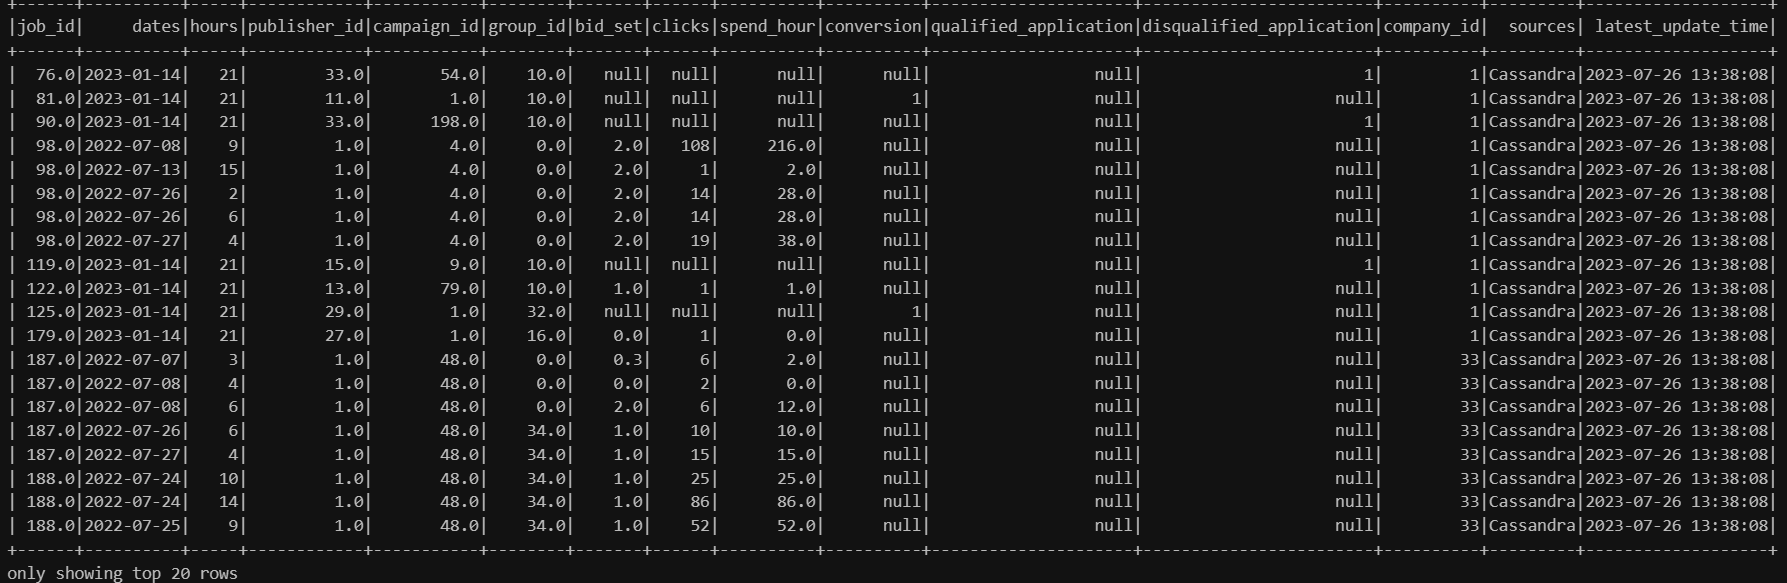 +------+----------+-----+------------+-----------+--------+-------+------+----------+----------+---------------------+------------------------+----------+---------+-------------------+
|job_id|     dates|hours|publisher_id|campaign_id|group_id|bid_set|clicks|spend_hour|conversion|qualified_application|disqualified_application|company_id|  sources| latest_update_time|
+------+----------+-----+------------+-----------+--------+-------+------+----------+----------+---------------------+------------------------+----------+---------+-------------------+
|  76.0|2023-01-14|   21|        33.0|       54.0|    10.0|   null|  null|      null|      null|                 null|                       1|         1|Cassandra|2023-07-26 13:38:08|
|  81.0|2023-01-14|   21|        11.0|        1.0|    10.0|   null|  null|      null|         1|                 null|                    null|         1|Cassandra|2023-07-26 13:38:08|
|  90.0|2023-01-14|   21|        33.0|      198.0|    10.0|   null|  null|      null|      null|                 null|                       1|         1|Cassandra|2023-07-26 13:38:08|
|  98.0|2022-07-08|    9|         1.0|        4.0|     0.0|    2.0|   108|     216.0|      null|                 null|                    null|         1|Cassandra|2023-07-26 13:38:08|
|  98.0|2022-07-13|   15|         1.0|        4.0|     0.0|    2.0|     1|       2.0|      null|                 null|                    null|         1|Cassandra|2023-07-26 13:38:08|
|  98.0|2022-07-26|    2|         1.0|        4.0|     0.0|    2.0|    14|      28.0|      null|                 null|                    null|         1|Cassandra|2023-07-26 13:38:08|
|  98.0|2022-07-26|    6|         1.0|        4.0|     0.0|    2.0|    14|      28.0|      null|                 null|                    null|         1|Cassandra|2023-07-26 13:38:08|
|  98.0|2022-07-27|    4|         1.0|        4.0|     0.0|    2.0|    19|      38.0|      null|                 null|                    null|         1|Cassandra|2023-07-26 13:38:08|
| 119.0|2023-01-14|   21|        15.0|        9.0|    10.0|   null|  null|      null|      null|                 null|                       1|         1|Cassandra|2023-07-26 13:38:08|
| 122.0|2023-01-14|   21|        13.0|       79.0|    10.0|    1.0|     1|       1.0|      null|                 null|                    null|         1|Cassandra|2023-07-26 13:38:08|
| 125.0|2023-01-14|   21|        29.0|        1.0|    32.0|   null|  null|      null|         1|                 null|                    null|         1|Cassandra|2023-07-26 13:38:08|
| 179.0|2023-01-14|   21|        27.0|        1.0|    16.0|    0.0|     1|       0.0|      null|                 null|                    null|         1|Cassandra|2023-07-26 13:38:08|
| 187.0|2022-07-07|    3|         1.0|       48.0|     0.0|    0.3|     6|       2.0|      null|                 null|                    null|        33|Cassandra|2023-07-26 13:38:08|
| 187.0|2022-07-08|    4|         1.0|       48.0|     0.0|    0.0|     2|       0.0|      null|                 null|                    null|        33|Cassandra|2023-07-26 13:38:08|
| 187.0|2022-07-08|    6|         1.0|       48.0|     0.0|    2.0|     6|      12.0|      null|                 null|                    null|        33|Cassandra|2023-07-26 13:38:08|
| 187.0|2022-07-26|    6|         1.0|       48.0|    34.0|    1.0|    10|      10.0|      null|                 null|                    null|        33|Cassandra|2023-07-26 13:38:08|
| 187.0|2022-07-27|    4|         1.0|       48.0|    34.0|    1.0|    15|      15.0|      null|                 null|                    null|        33|Cassandra|2023-07-26 13:38:08|
| 188.0|2022-07-24|   10|         1.0|       48.0|    34.0|    1.0|    25|      25.0|      null|                 null|                    null|        33|Cassandra|2023-07-26 13:38:08|
| 188.0|2022-07-24|   14|         1.0|       48.0|    34.0|    1.0|    86|      86.0|      null|                 null|                    null|        33|Cassandra|2023-07-26 13:38:08|
| 188.0|2022-07-25|    9|         1.0|       48.0|    34.0|    1.0|    52|      52.0|      null|                 null|                    null|        33|Cassandra|2023-07-26 13:38:08|
+------+----------+-----+------------+-----------+--------+-------+------+----------+----------+---------------------+------------------------+----------+---------+-------------------+
only showing top 20 rows